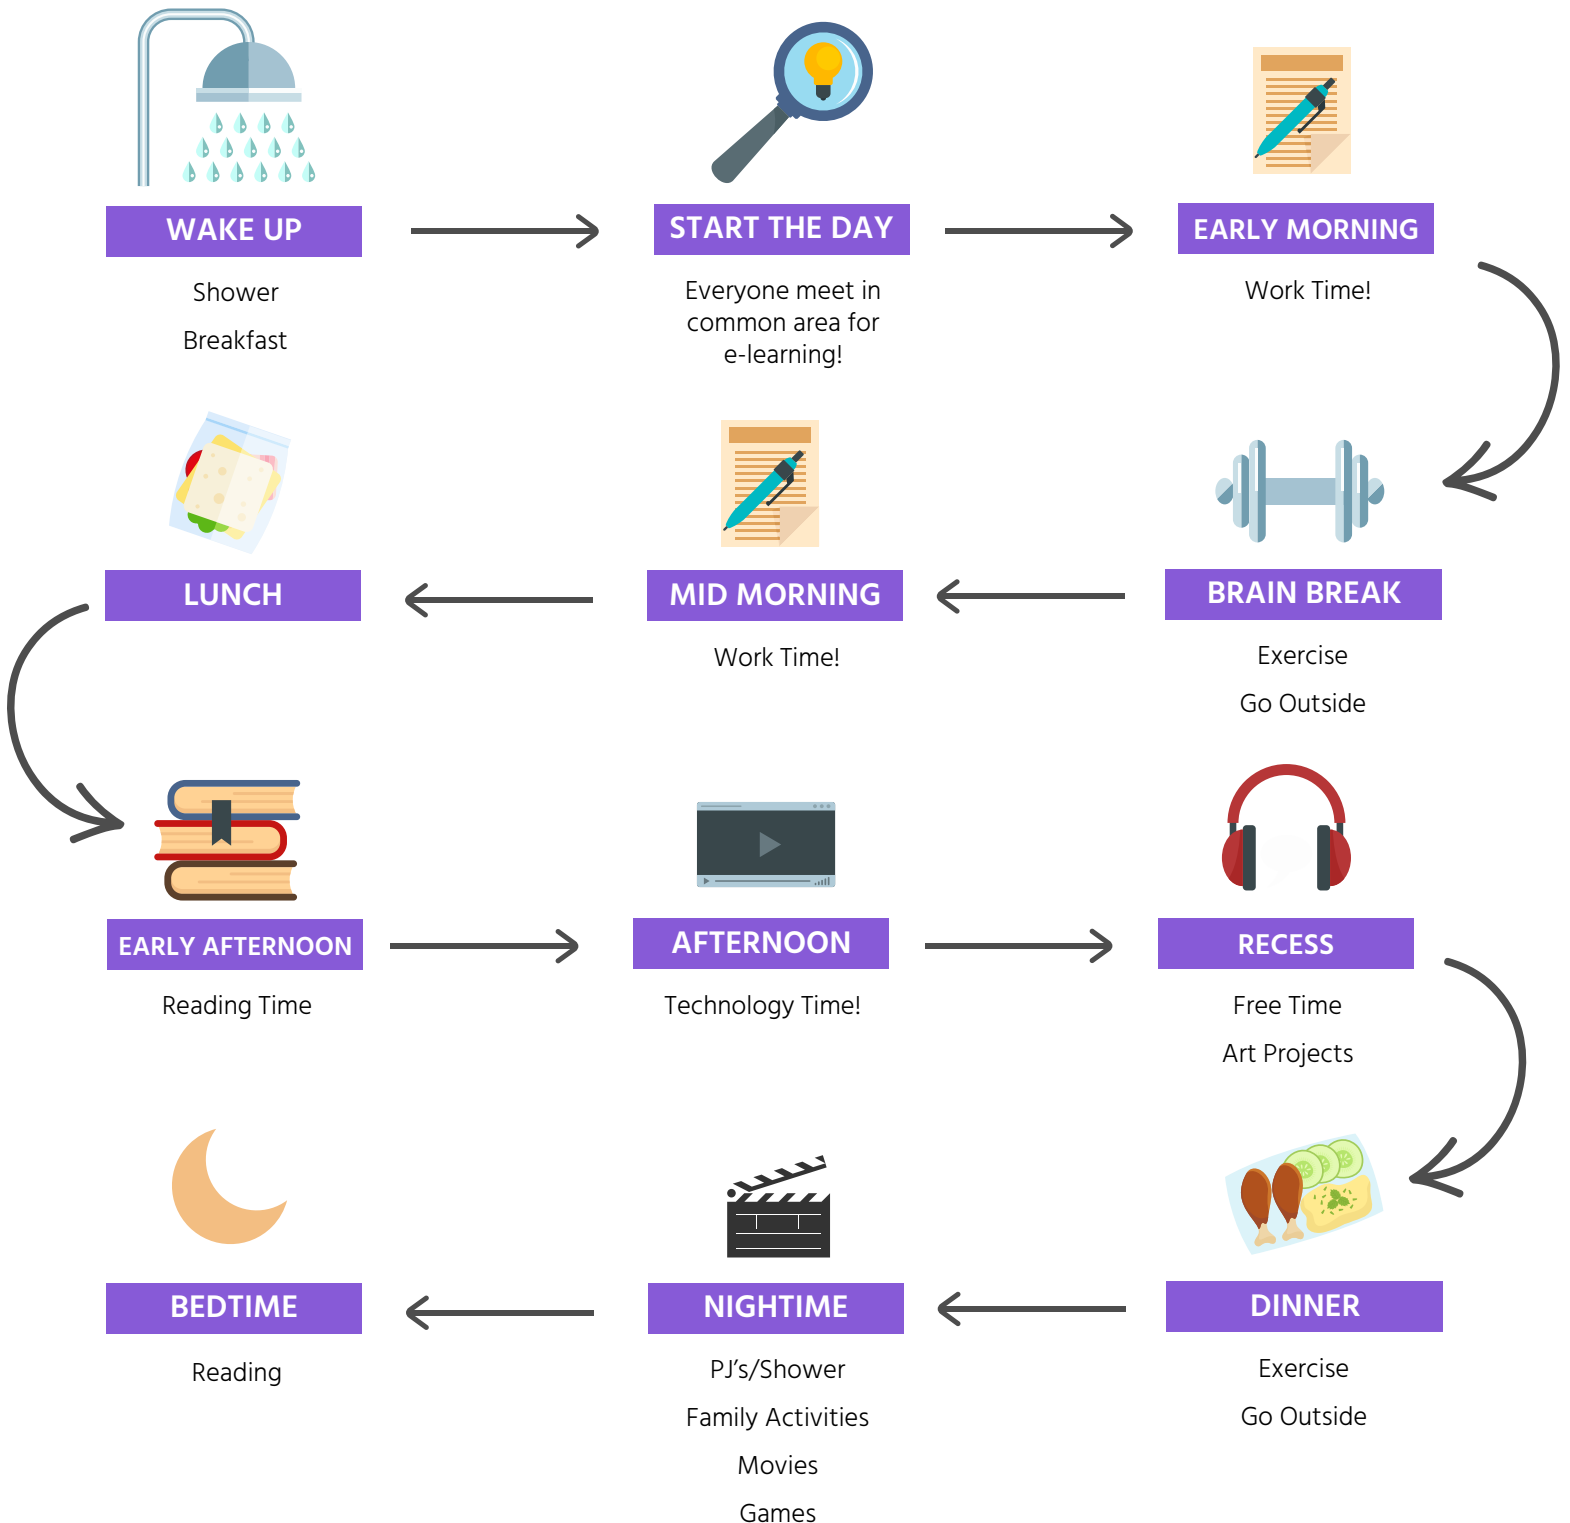 WAKE UP
Shower
Breakfast
START THE DAY
Everyone meet in
common area for
e-learning!
EARLY MORNING
Work Time!
BRAIN BREAK
Exercise
Go Outside
MID MORNING
Work Time!
LUNCH
EARLY AFTERNOON
Reading Time
AFTERNOON
Technology Time!
RECESS
Free Time
Art Projects
DINNER
Exercise
Go Outside
NIGHTIME
PJ's/Shower
Family Activities
Movies
Games
BEDTIME
Reading